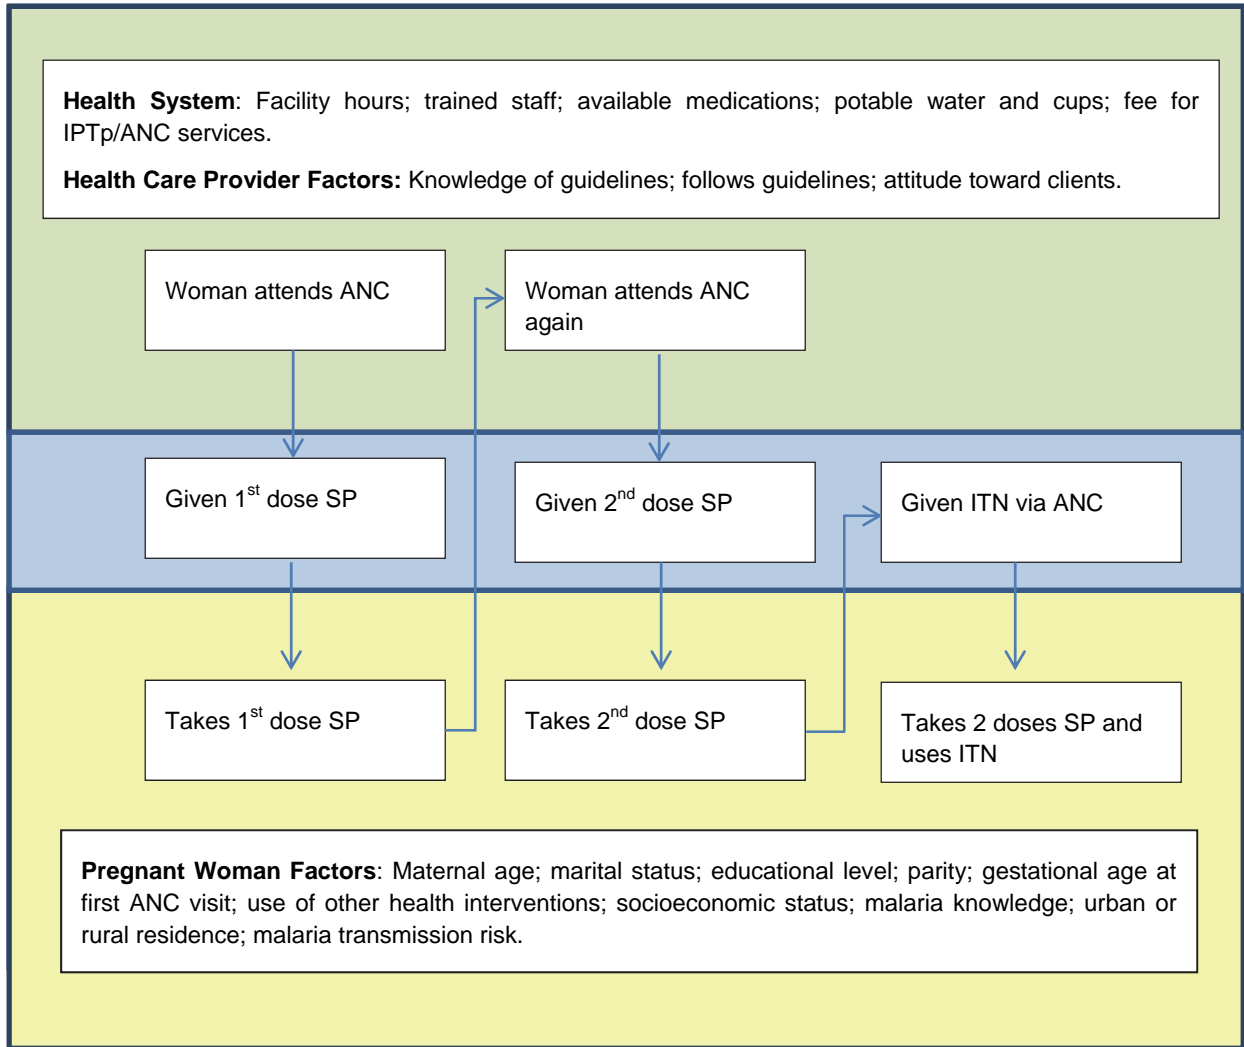 Health System: Facility hours; trained staff; available medications; potable water and cups; fee for
IPTp/ANC services.
Health Care Provider Factors: Knowledge of guidelines; follows guidelines; attitude toward clients.
Woman attends ANC
Woman attends ANC
again
Given 1st dose SP
Given 2nd dose SP
Given ITN via ANC
Takes 1st dose SP
Takes 2nd dose SP
Takes 2 doses SP and
uses ITN
Pregnant Woman Factors: Maternal age; marital status; educational level; parity; gestational age at
first ANC visit; use of other health interventions; socioeconomic status; malaria knowledge; urban or
rural residence; malaria transmission risk.